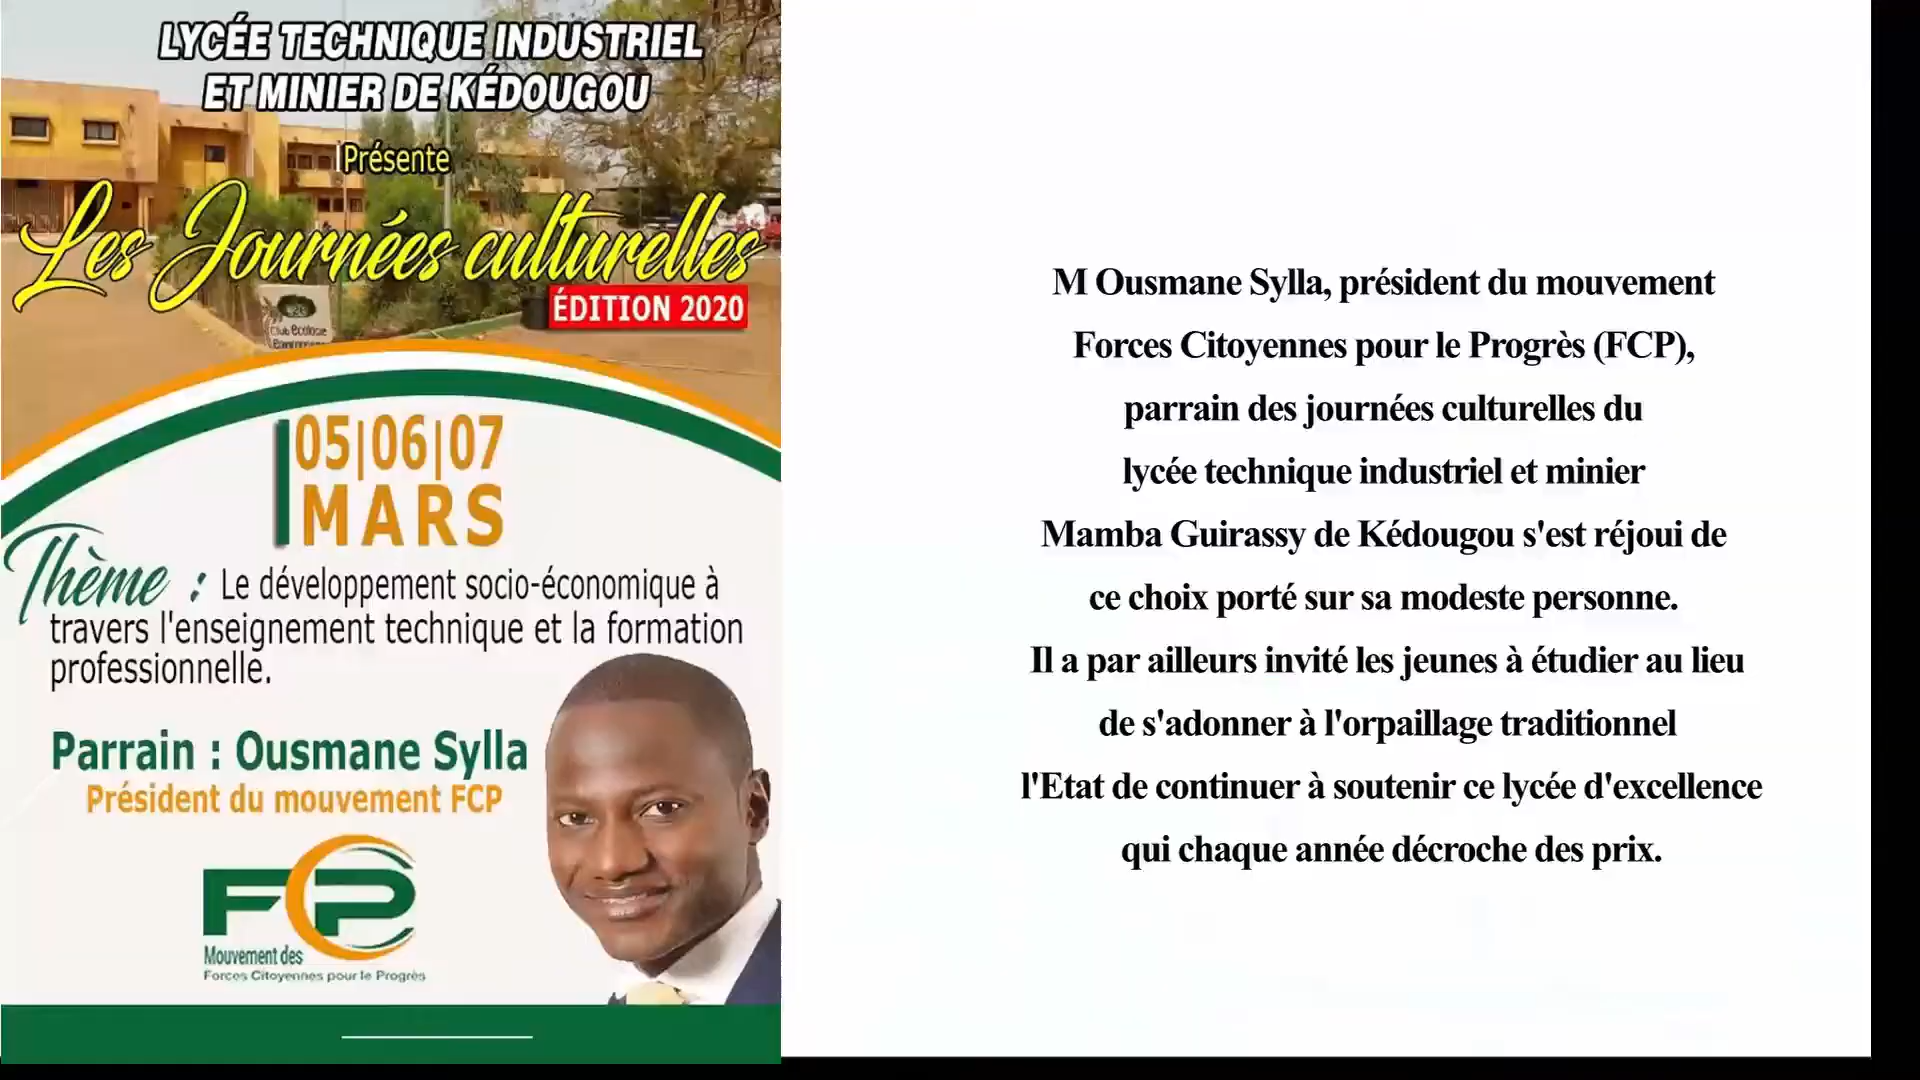 LYCÉE TECHNIQUE INDUSTRIEL
ET MINIER DE KÉDOUGOU
Présente
Les Journées culturelles
ÉDITION 2020
Club écologie
05|06|07
MARS
Thème : Le développement socio-économique à
travers l'enseignement technique et la formation
professionnelle.
Parrain : Ousmane Sylla
Président du mouvement FCP
FCP
Mouvement des
Forces Citoyennes pour le Progrès
M Ousmane Sylla, président du mouvement
Forces Citoyennes pour le Progrès (FCP),
parrain des journées culturelles du
lycée technique industriel et minier
Mamba Guirassy de Kédougou s'est réjoui de
ce choix porté sur sa modeste personne.
Il a par ailleurs invité les jeunes à étudier au lieu
de s'adonner à l'orpaillage traditionnel
l'Etat de continuer à soutenir ce lycée d'excellence
qui chaque année décroche des prix.